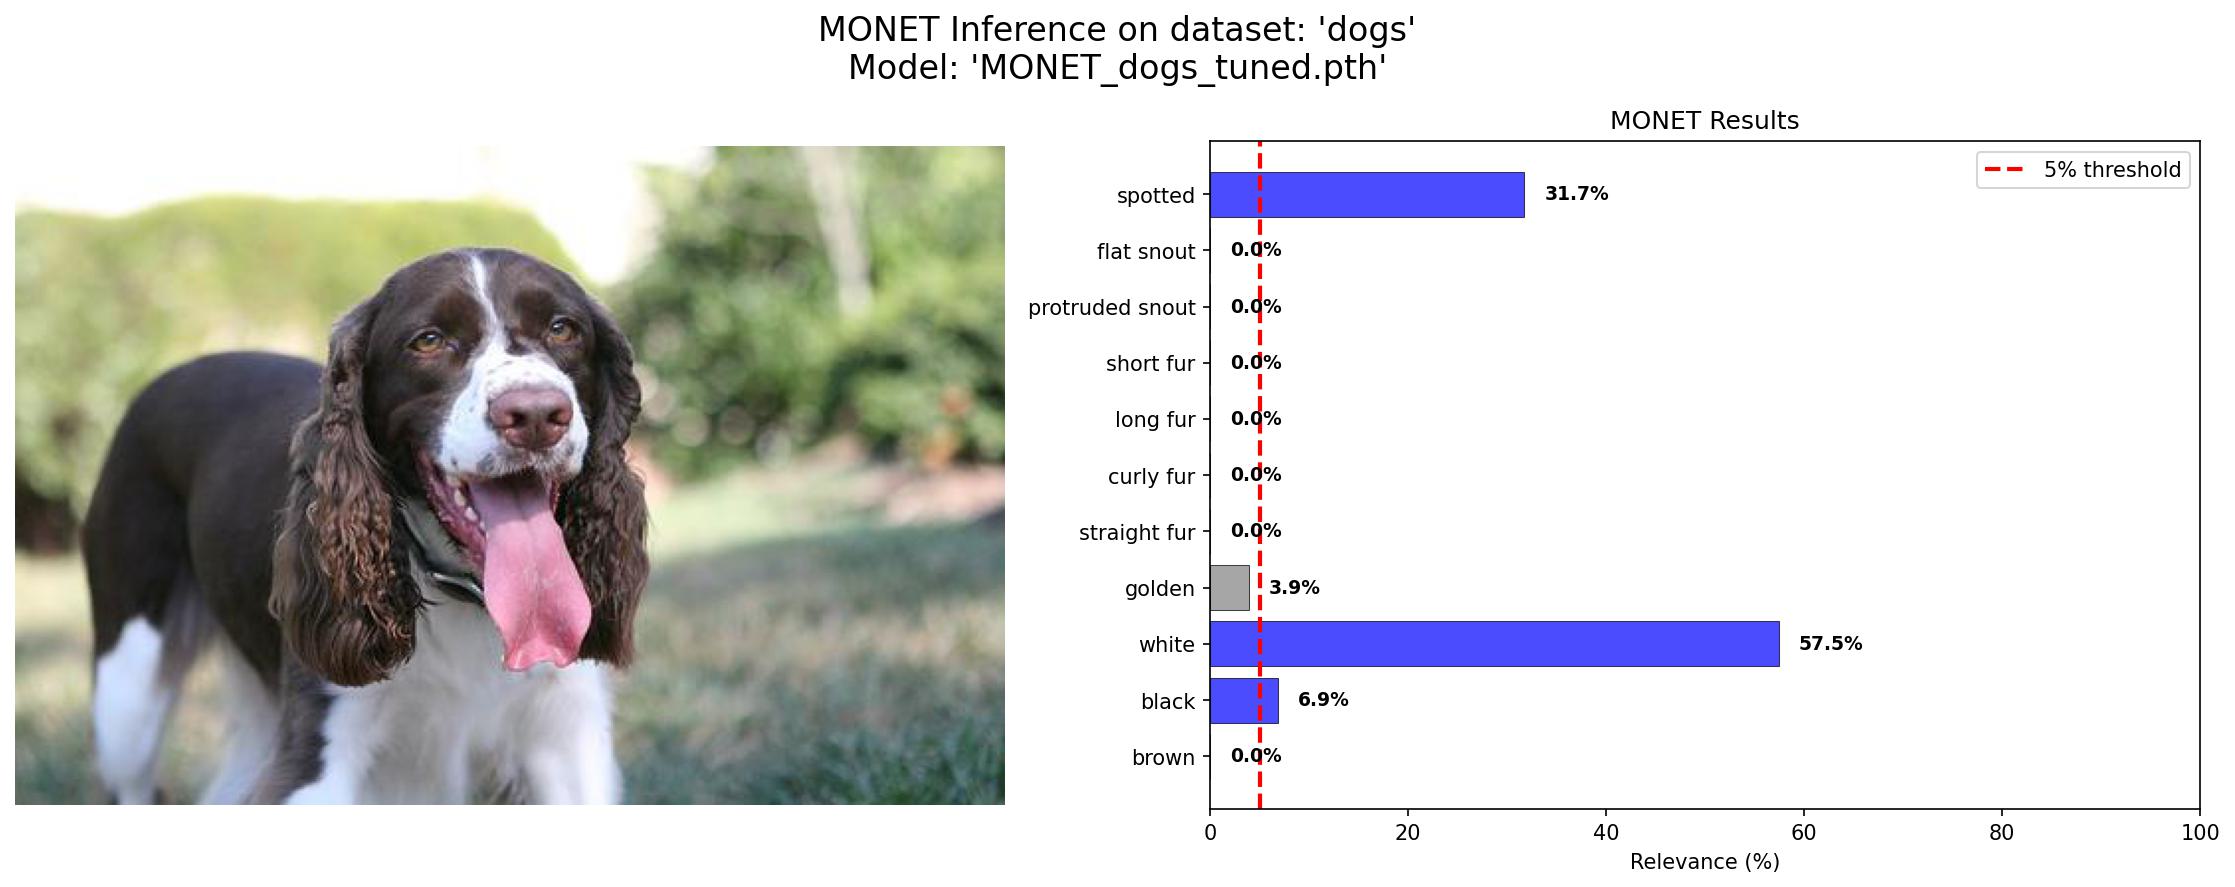 MONET Inference on dataset: 'dogs'
Model: 'MONET_dogs_tuned.pth'
MONET Results
5% threshold
spotted 31.7%
flat snout 0.0%
protruded snout 0.0%
short fur 0.0%
long fur 0.0%
curly fur 0.0%
straight fur 0.0%
golden 3.9%
white 57.5%
black 6.9%
brown 0.0%
0 20 40 60 80 100
Relevance (%)